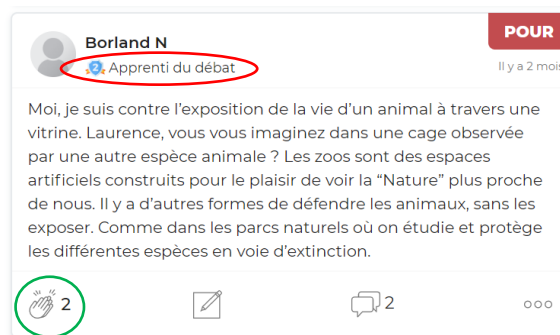 POUR
Borland N
2 Apprenti du débat
Il y a 2 mois
Moi, je suis contre l’exposition de la vie d’un animal à travers une
vitrine. Laurence, vous vous imaginez dans une cage observée
par une autre espèce animale ? Les zoos sont des espaces
artificiels construits pour le plaisir de voir la “Nature” plus proche
de nous. Il y a d’autres formes de défendre les animaux, sans les
exposer. Comme dans les parcs naturels où on étudie et protège
les différentes espèces en voie d’extinction.
2 2